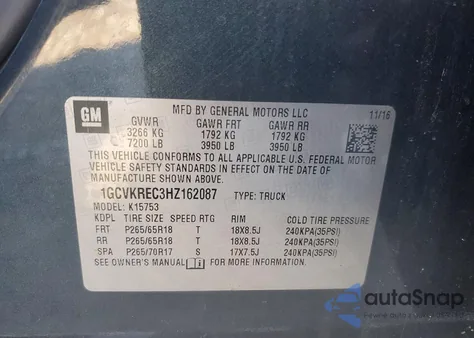 GM
MFD BY GENERAL MOTORS LLC
11/16
GVWR GAWR FRT GAWR RR
3266 KG 1792 KG 1792 KG
7200 LB 3950 LB 3950 LB
THIS VEHICLE CONFORMS TO ALL APPLICABLE U.S. FEDERAL MOTOR
VEHICLE SAFETY STANDARDS IN EFFECT ON THE DATE OF
MANUFACTURE SHOWN ABOVE.
1GCVKREC3HZ162087 TYPE: TRUCK
MODEL: K15753
KDPL TIRE SIZE SPEED RTG RIM COLD TIRE PRESSURE
FRT P265/65R18 T 18X8.5J 240KPA(35PSI)
RR P265/65R18 T 18X8.5J 240KPA(35PSI)
SPA P265/70R17 S 17X7.5J 240KPA(35PSI)
SEE OWNER'S MANUAL FOR MORE INFORMATION.
autoSnap
www.autosnap